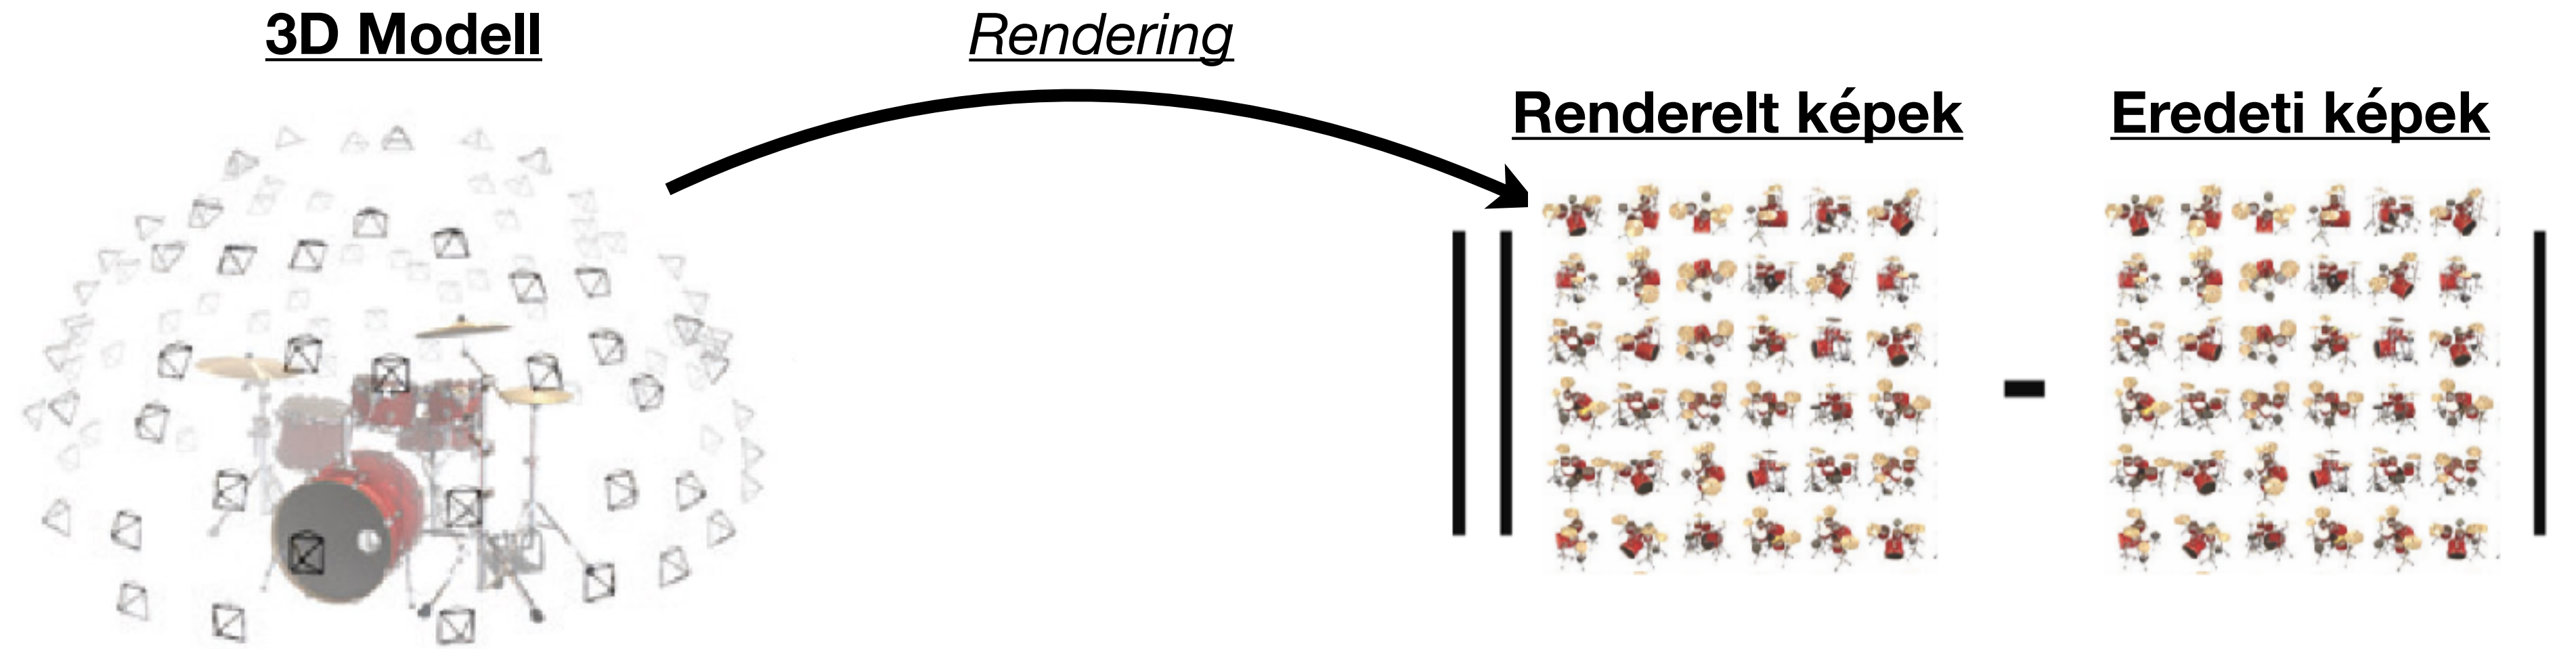 3D Modell
Rendering
Renderelt képek
Eredeti képek
-